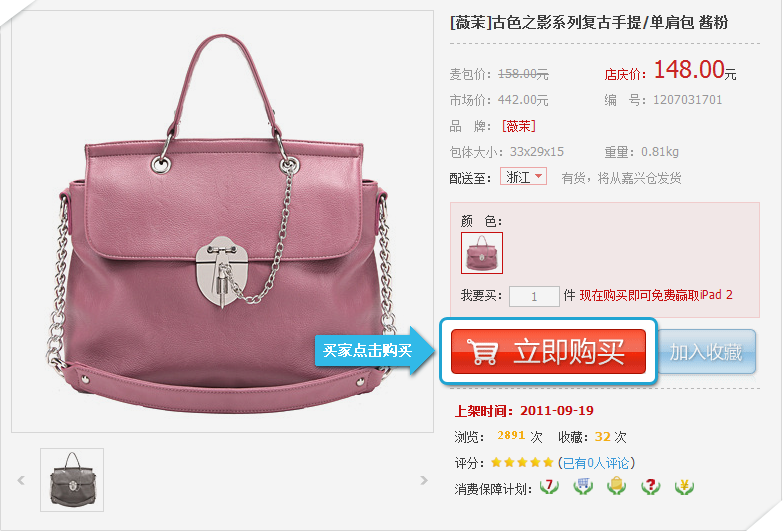 [薇茉]古色之影系列复古手提/单肩包 酱粉
麦包价：158.00元 店庆价：148.00元
市场价：442.00元 编 号：1207031701
品 牌：[薇茉]
包体大小：33x29x15 重量：0.81kg
配送至：浙江 有货，将从嘉兴仓发货
颜 色：
我要买：1 件 现在购买即可免费赢取iPad 2
买家点击购买 立即购买 加入收藏
上架时间：2011-09-19
浏览： 2891 次 收藏：32 次
评分：(已有0人评论)
消费保障计划：7 ? ¥